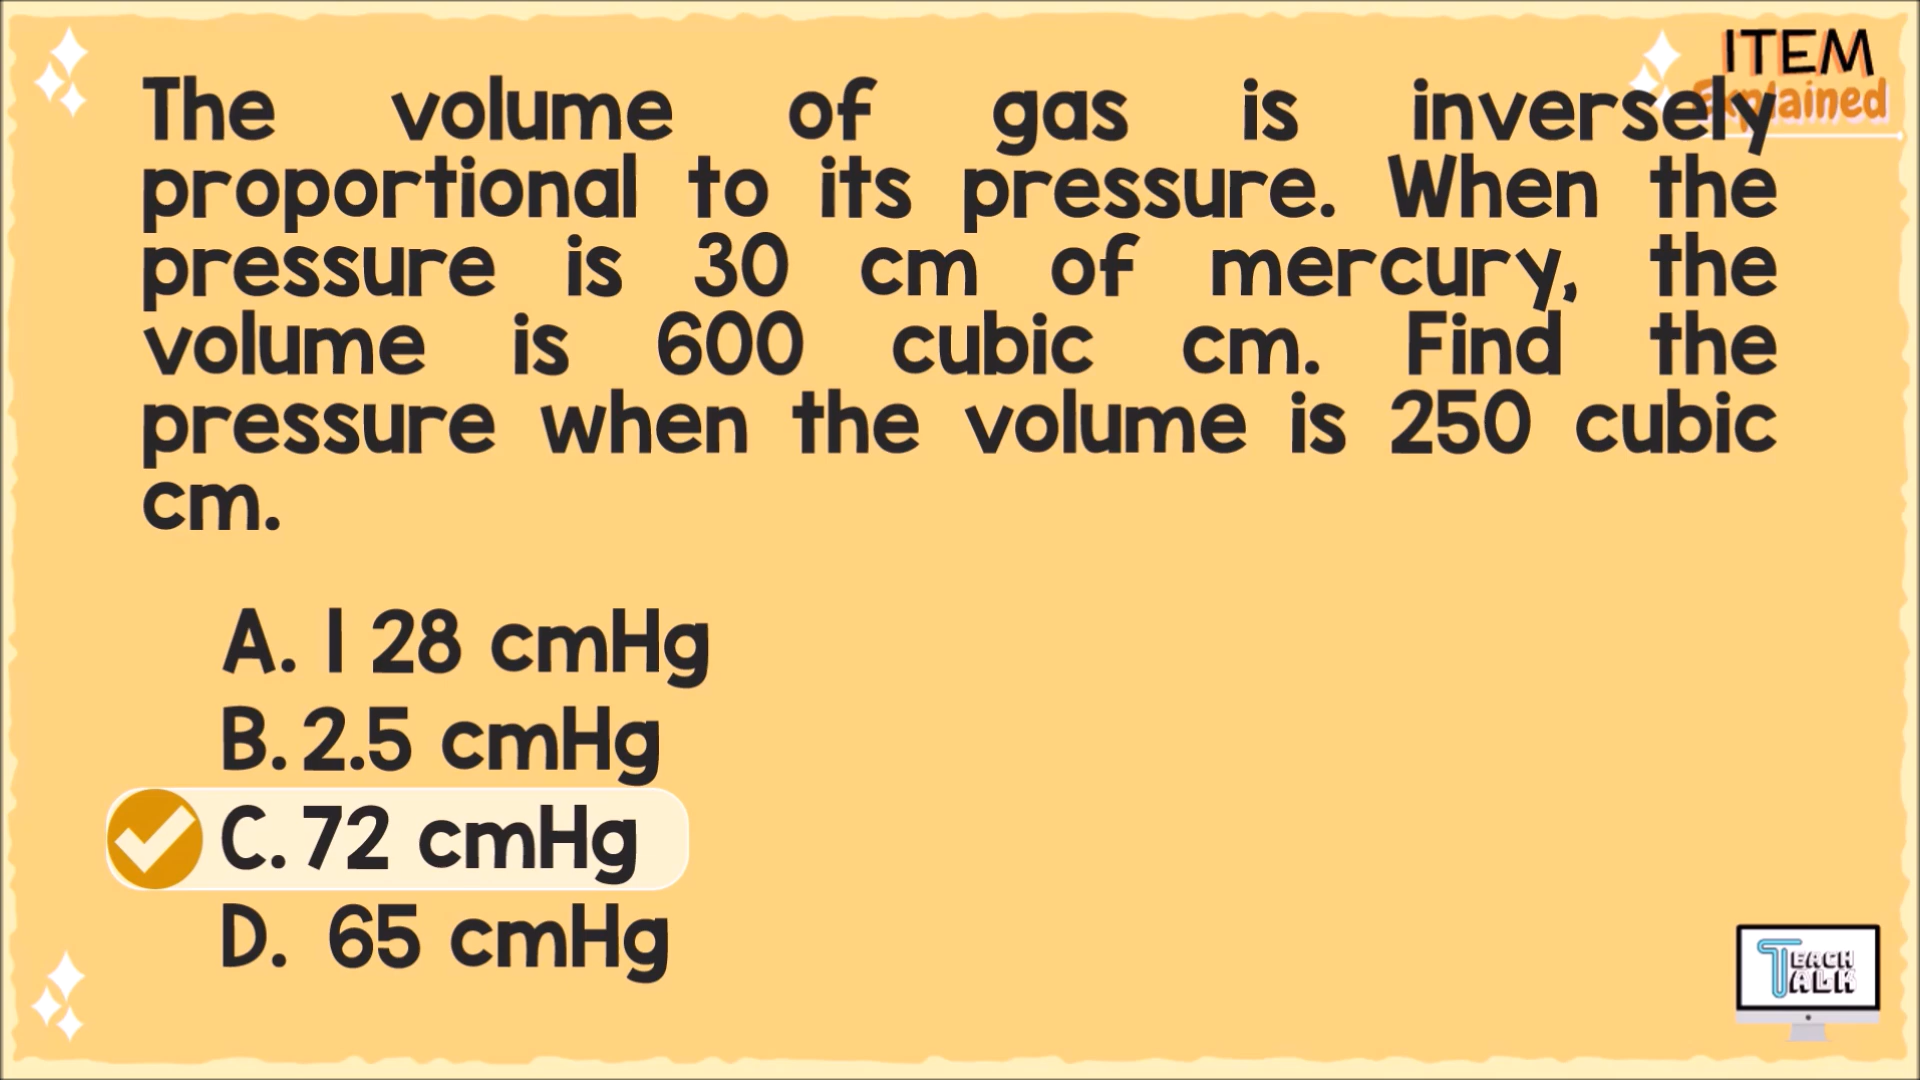 ITEM
Explained
The volume of gas is inversely
proportional to its pressure. When the
pressure is 30 cm of mercury, the
volume is 600 cubic cm. Find the
pressure when the volume is 250 cubic
cm.
A. 1 28 cmHg
B. 2.5 cmHg
C. 72 cmHg
D. 65 cmHg
TEACH
TALK